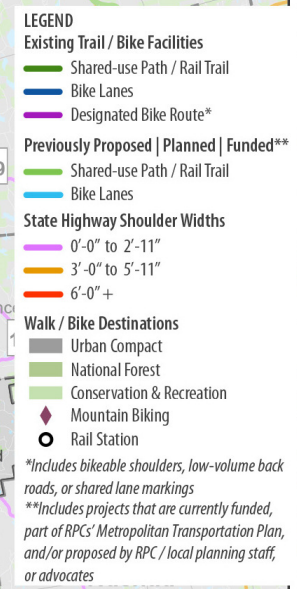 LEGEND
Existing Trail / Bike Facilities
Shared-use Path / Rail Trail
Bike Lanes
Designated Bike Route*
Previously Proposed | Planned | Funded**
Shared-use Path / Rail Trail
Bike Lanes
State Highway Shoulder Widths
0'-0" to 2'-11"
3'-0" to 5'-11"
6'-0" +
Walk / Bike Destinations
Urban Compact
National Forest
Conservation & Recreation
Mountain Biking
Rail Station
*Includes bikeable shoulders, low-volume back
roads, or shared lane markings
**Includes projects that are currently funded,
part of RPCs' Metropolitan Transportation Plan,
and/or proposed by RPC / local planning staff,
or advocates